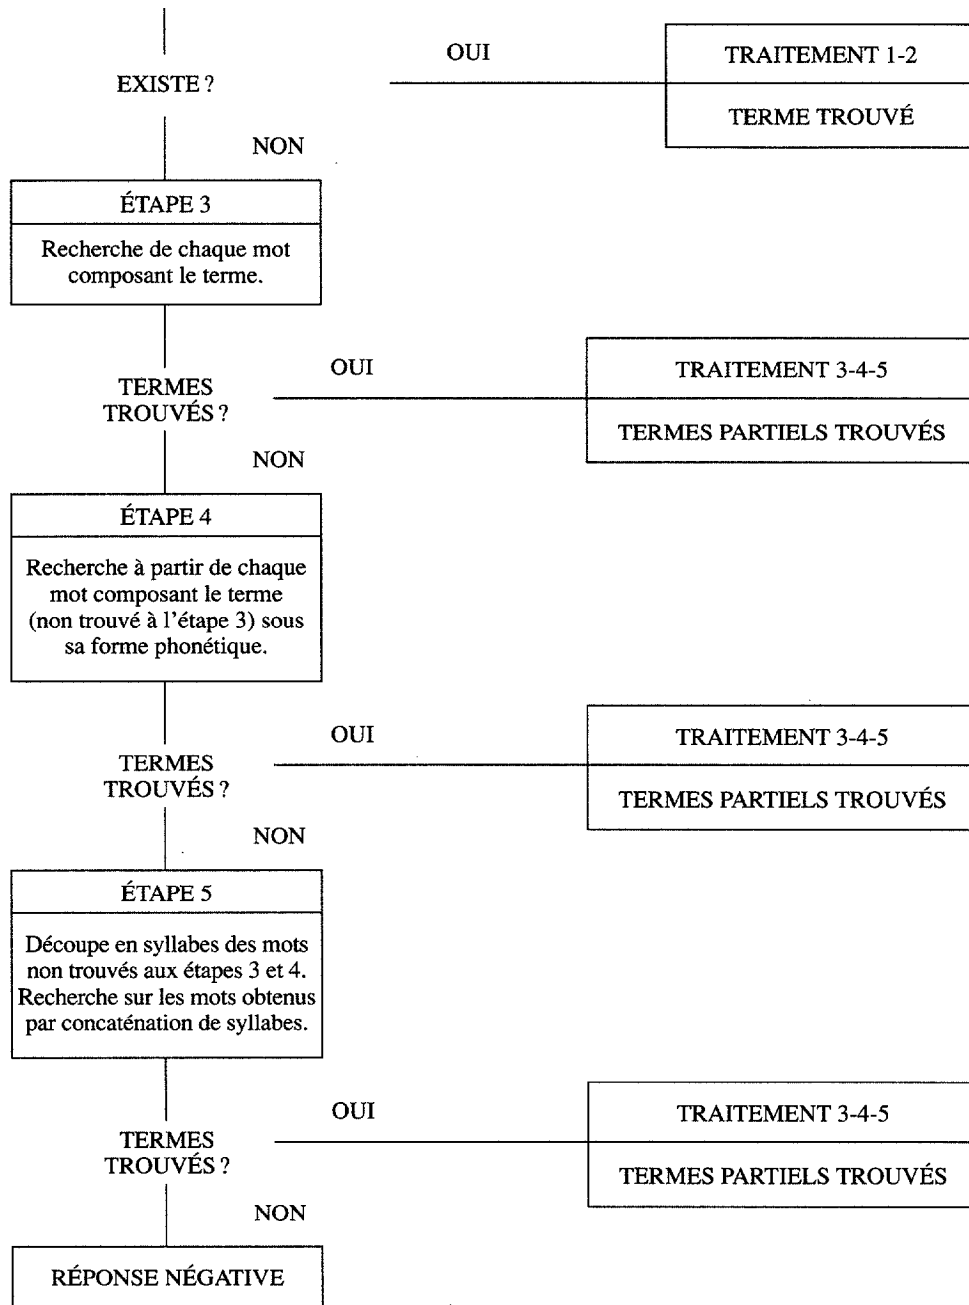 OUI
TRAITEMENT 1-2
EXISTE ?
TERME TROUVÉ
NON
ÉTAPE 3
Recherche de chaque mot
composant le terme.
OUI
TRAITEMENT 3-4-5
TERMES
TROUVÉS ?
TERMES PARTIELS TROUVÉS
NON
ÉTAPE 4
Recherche à partir de chaque
mot composant le terme
(non trouvé à l'étape 3) sous
sa forme phonétique.
OUI
TRAITEMENT 3-4-5
TERMES
TROUVÉS ?
TERMES PARTIELS TROUVÉS
NON
ÉTAPE 5
Découpe en syllabes des mots
non trouvés aux étapes 3 et 4.
Recherche sur les mots obtenus
par concaténation de syllabes.
OUI
TRAITEMENT 3-4-5
TERMES
TROUVÉS ?
TERMES PARTIELS TROUVÉS
NON
RÉPONSE NÉGATIVE